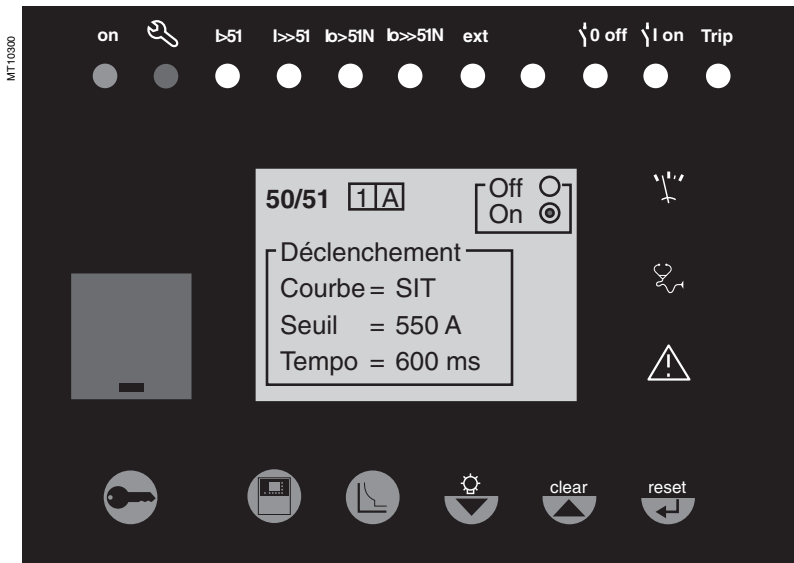 MT10300
on I>51 I>>51 Io>51N Io>>51N ext 0 off I on Trip
50/51 1 A
Off
On
Déclenchement
Courbe = SIT
Seuil = 550 A
Tempo = 600 ms
clear reset